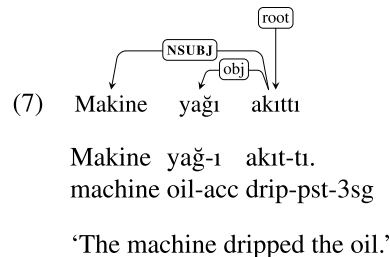 root
NSUBJ
obj
(7) Makine yağı akıttı
Makine yağ-ı akıt-tı.
machine oil-acc drip-pst-3sg
‘The machine dripped the oil.’